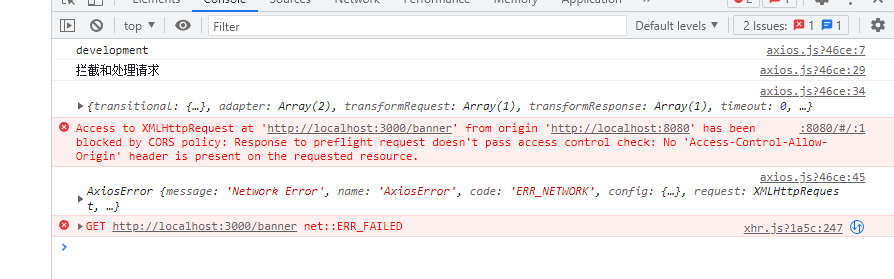 Console Sources Network Performance Memory Application 2 1
top Filter Default levels 2 Issues: 1 1
development axios.js?46ce:7
拦截和处理请求 axios.js?46ce:29
axios.js?46ce:34
{transitional: {…}, adapter: Array(2), transformRequest: Array(1), transformResponse: Array(1), timeout: 0, …}
Access to XMLHttpRequest at 'http://localhost:3000/banner' from origin 'http://localhost:8080' has been :8080/#/:1
blocked by CORS policy: Response to preflight request doesn't pass access control check: No 'Access-Control-Allow-
Origin' header is present on the requested resource.
axios.js?46ce:45
AxiosError {message: 'Network Error', name: 'AxiosError', code: 'ERR_NETWORK', config: {…}, request: XMLHttpReques
t, …}
GET http://localhost:3000/banner net::ERR_FAILED xhr.js?1a5c:247